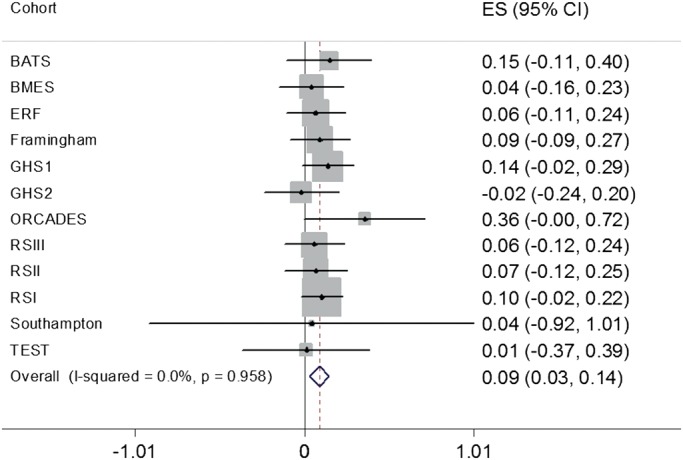 Cohort ES (95% CI)
BATS 0.15 (-0.11, 0.40)
BMES 0.04 (-0.16, 0.23)
ERF 0.06 (-0.11, 0.24)
Framingham 0.09 (-0.09, 0.27)
GHS1 0.14 (-0.02, 0.29)
GHS2 -0.02 (-0.24, 0.20)
ORCADES 0.36 (-0.00, 0.72)
RSIII 0.06 (-0.12, 0.24)
RSII 0.07 (-0.12, 0.25)
RSI 0.10 (-0.02, 0.22)
Southampton 0.04 (-0.92, 1.01)
TEST 0.01 (-0.37, 0.39)
Overall (I-squared = 0.0%, p = 0.958) 0.09 (0.03, 0.14)
-1.01 0 1.01